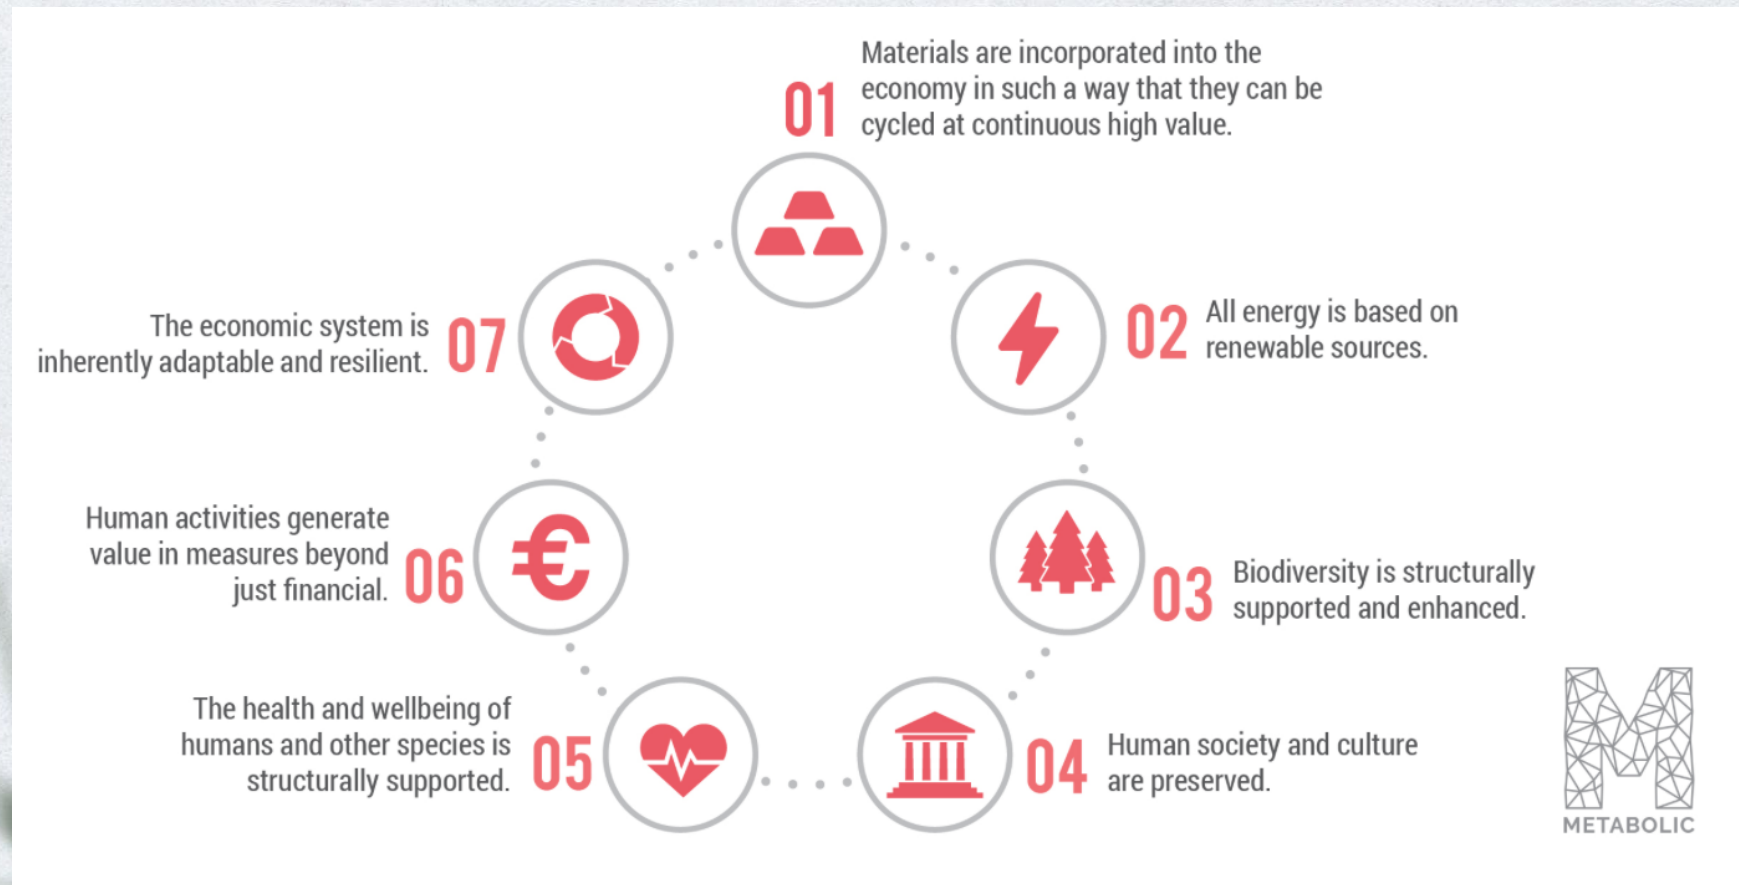 01
Materials are incorporated into the
economy in such a way that they can be
cycled at continuous high value.
02
All energy is based on
renewable sources.
03
Biodiversity is structurally
supported and enhanced.
04
Human society and culture
are preserved.
05
The health and wellbeing of
humans and other species is
structurally supported.
06
Human activities generate
value in measures beyond
just financial.
07
The economic system is
inherently adaptable and resilient.
€
M
METABOLIC